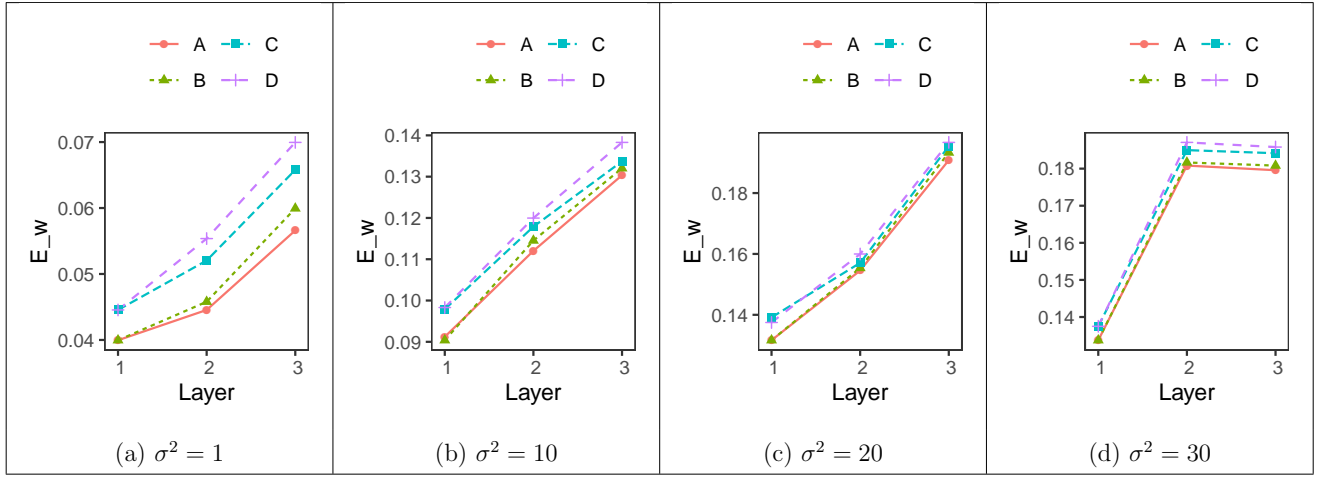 A C
B D
0.07
0.06
0.05
0.04
E_w
1 2 3
Layer
(a) σ² = 1
A C
B D
0.14
0.13
0.12
0.11
0.10
0.09
E_w
1 2 3
Layer
(b) σ² = 10
A C
B D
0.18
0.16
0.14
E_w
1 2 3
Layer
(c) σ² = 20
A C
B D
0.18
0.17
0.16
0.15
0.14
E_w
1 2 3
Layer
(d) σ² = 30